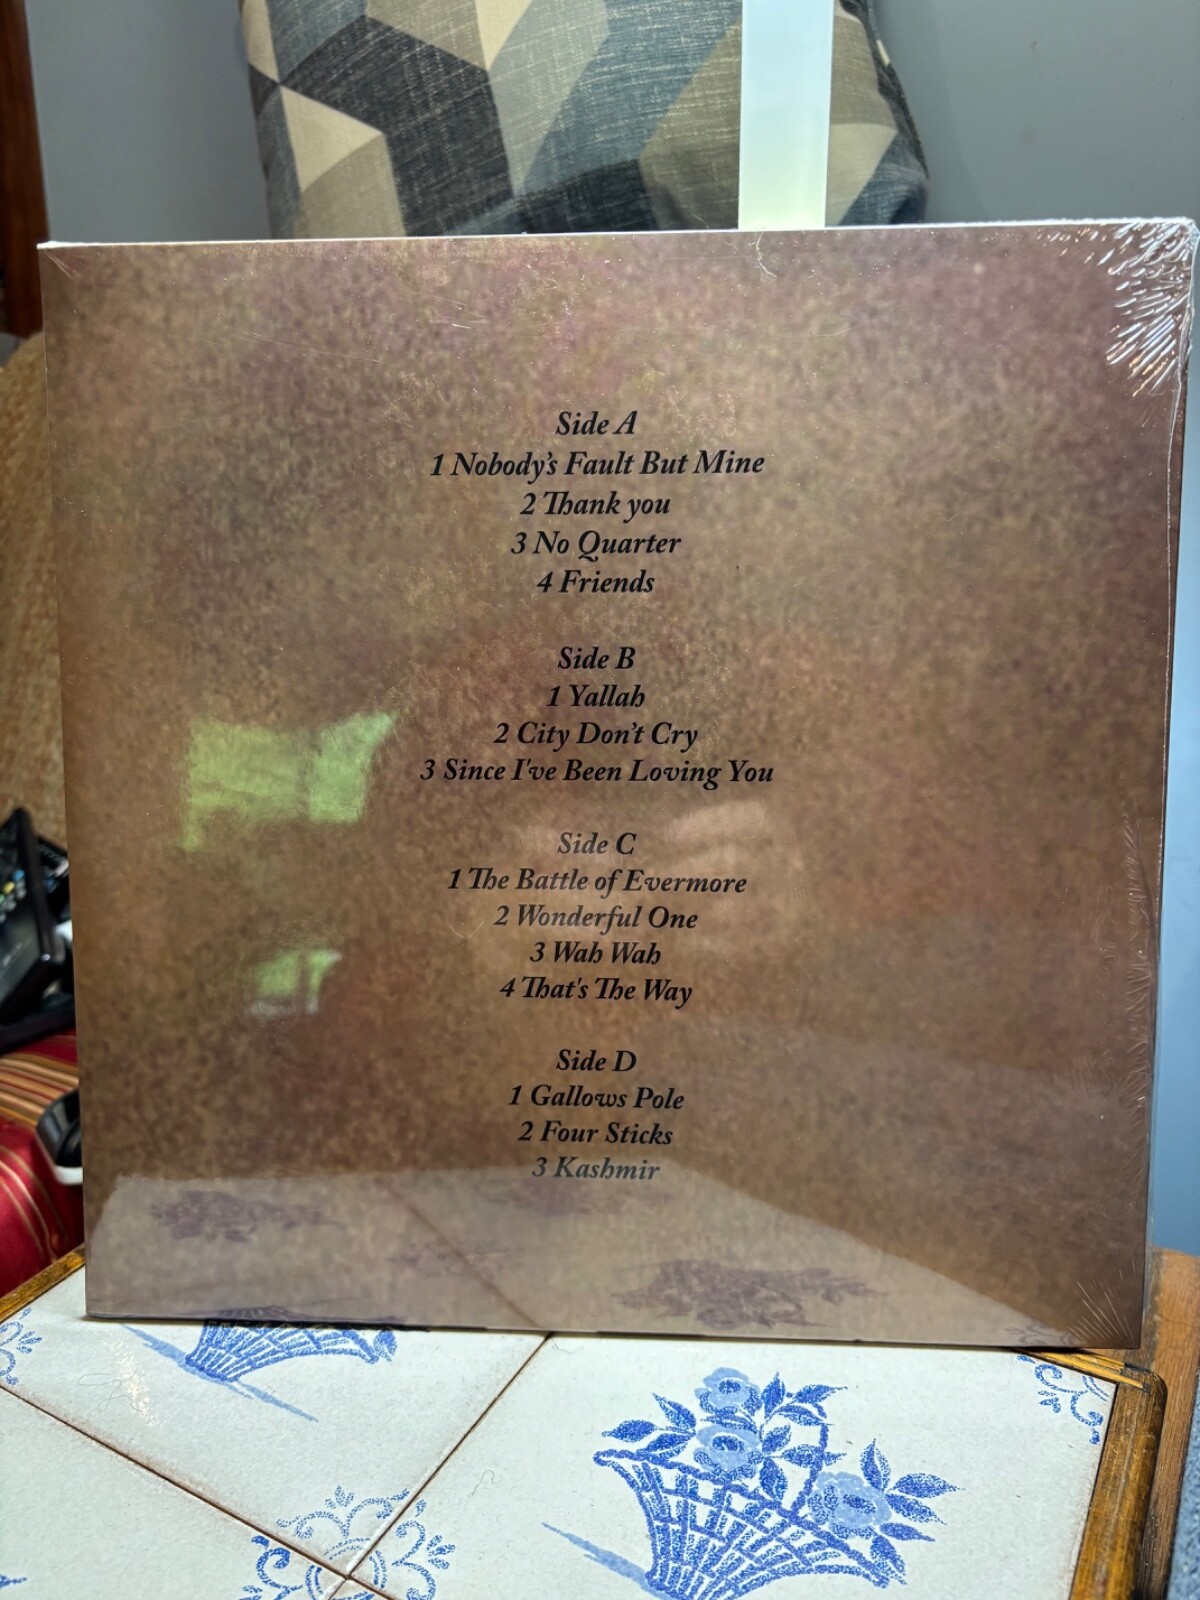 Side A
1 Nobody's Fault But Mine
2 Thank you
3 No Quarter
4 Friends
Side B
1 Yallah
2 City Don't Cry
3 Since I've Been Loving You
Side C
1 The Battle of Evermore
2 Wonderful One
3 Wah Wah
4 That's The Way
Side D
1 Gallows Pole
2 Four Sticks
3 Kashmir